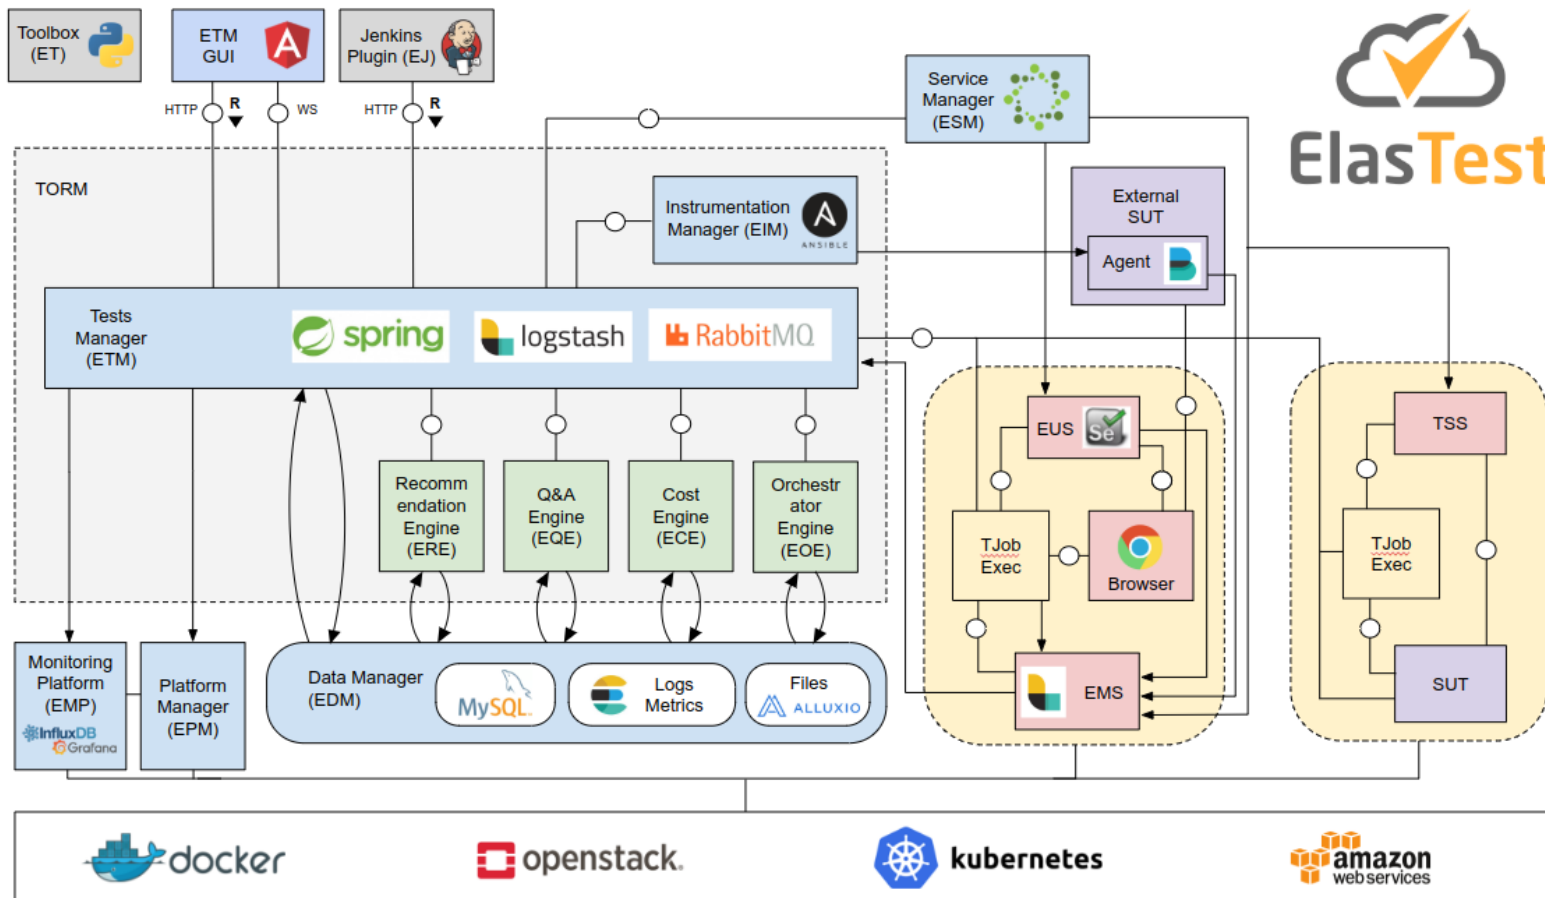 Toolbox
(ET)
ETM
GUI
Jenkins
Plugin (EJ)
HTTP
R
WS
HTTP
R
Service
Manager
(ESM)
ElasTest
TORM
Instrumentation
Manager (EIM)
ANSIBLE
External
SUT
Agent
Tests
Manager
(ETM)
spring
logstash
RabbitMQ
EUS
Se
TSS
Recomm
endation
Engine
(ERE)
Q&A
Engine
(EQE)
Cost
Engine
(ECE)
Orchestr
ator
Engine
(EOE)
TJob
Exec
Browser
TJob
Exec
Monitoring
Platform
(EMP)
InfluxDB
Grafana
Platform
Manager
(EPM)
Data Manager
(EDM)
MySQL
Logs
Metrics
Files
ALLUXIO
EMS
SUT
docker
openstack.
kubernetes
amazon
web services